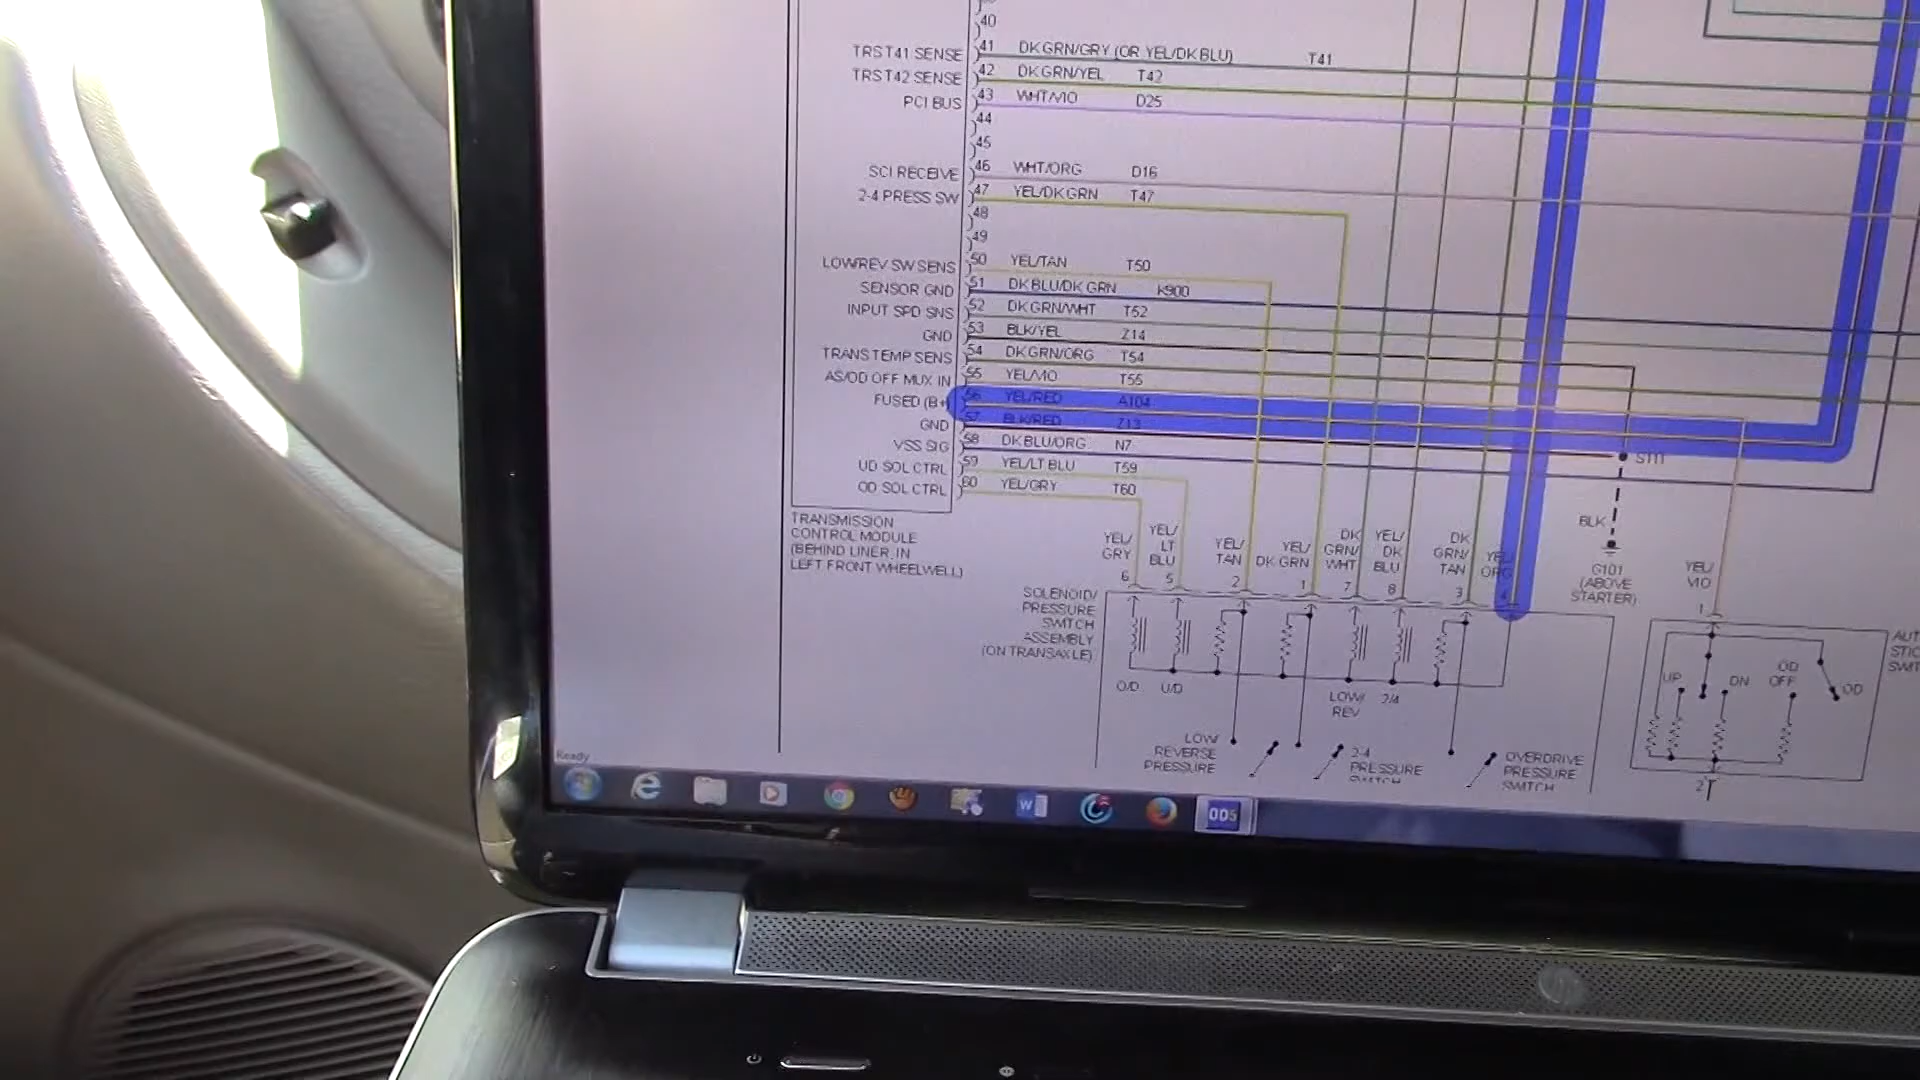 40
TRS T41 SENSE 41 DK GRN/GRY (OR YEL/DK BLU) T41
TRS T42 SENSE 42 DK GRN/YEL T42
PCI BUS 43 WHT/VIO D25
44
45
SCI RECEIVE 46 WHT/ORG D16
2-4 PRESS SW 47 YEL/DK GRN T47
48
49
LOW/REV SW SENS 50 YEL/TAN T50
SENSOR GND 51 DK BLU/DK GRN K900
INPUT SPD SNS 52 DK GRN/WHT T52
GND 53 BLK/YEL Z14
TRANS TEMP SENS 54 DK GRN/ORG T54
AS/OD OFF MUX IN 55 YEL/VIO T55
FUSED (B+) 56 YEL/RED A104
GND 57 BLK/RED Z13
VSS SIG 58 DK BLU/ORG N7
UD SOL CTRL 59 YEL/LT BLU T59
OD SOL CTRL 60 YEL/GRY T60
S111
TRANSMISSION
CONTROL MODULE
(BEHIND LINER, IN
LEFT FRONT WHEELWELL)
YEL/
GRY
6
YEL/
LT
BLU
5
YEL/
TAN
2
YEL/
DK GRN
1
DK
GRN/
WHT
7
YEL/
DK
BLU
8
DK
GRN/
TAN
3
YEL/
ORG
4
BLK
G101
(ABOVE
STARTER)
YEL/
VIO
1
SOLENOID/
PRESSURE
SWITCH
ASSEMBLY
(ON TRANSAXLE)
O/D
U/D
LOW/
REV
2/4
LOW/
REVERSE
PRESSURE
2-4
PRESSURE
SWITCH
OVERDRIVE
PRESSURE
SWITCH
UP
DN
OD
OFF
OD
2
AUT
STIC
SWIT
Ready
W
OD5
hp